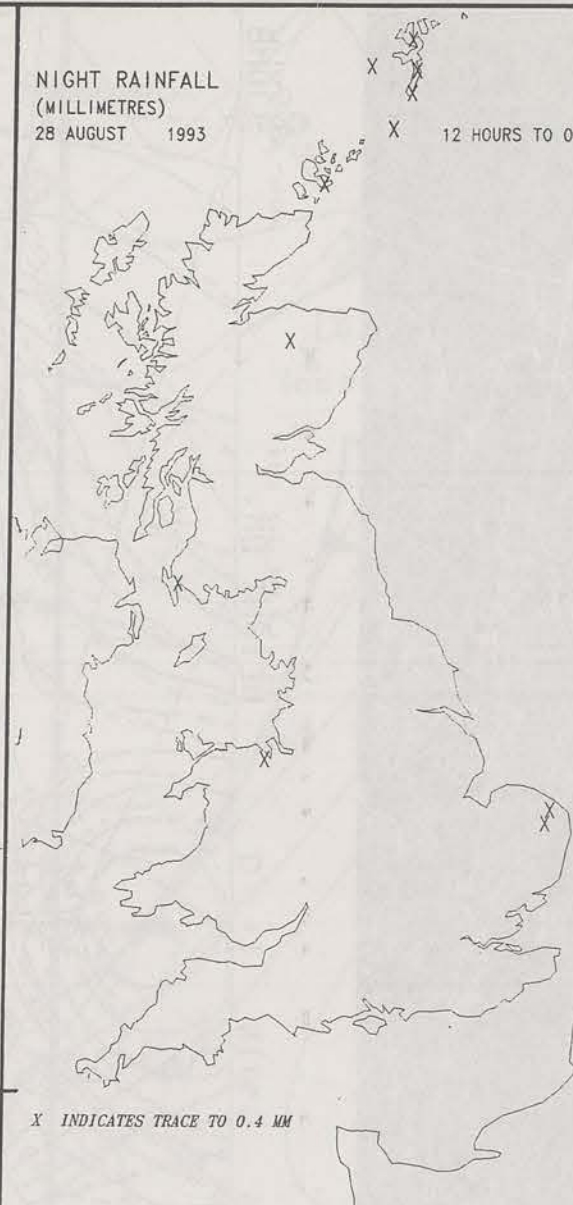 NIGHT RAINFALL
(MILLIMETRES)
28 AUGUST 1993
12 HOURS TO 0
X INDICATES TRACE TO 0.4 MM